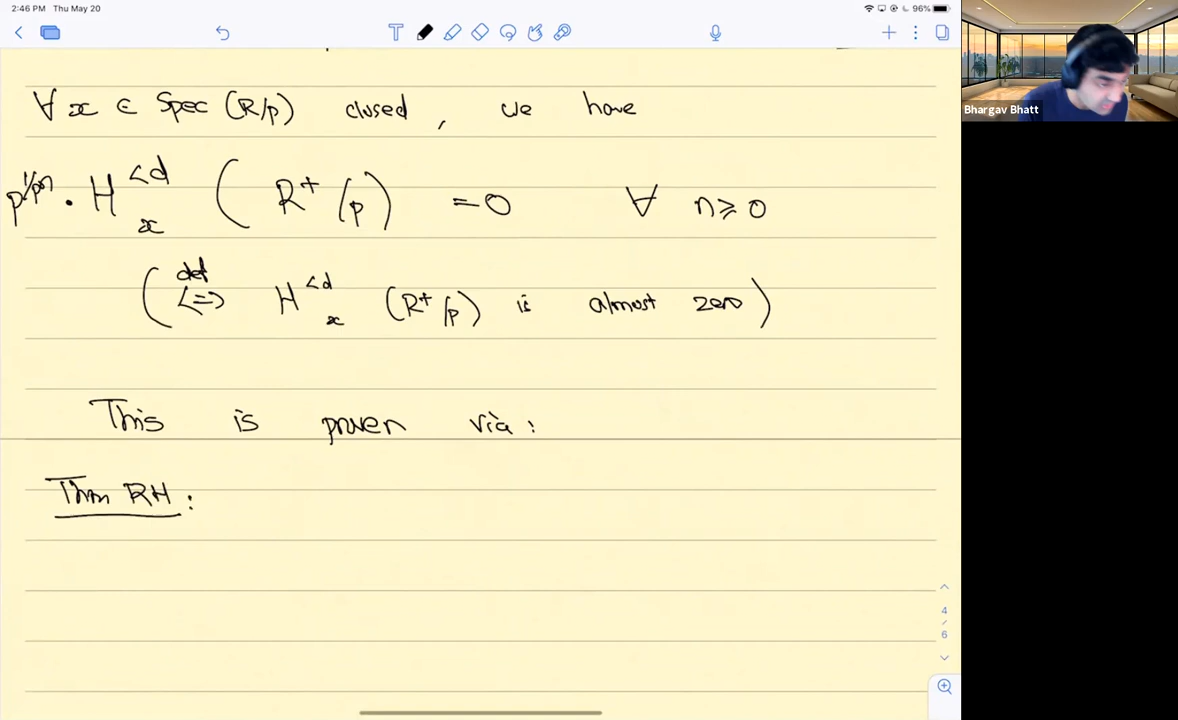 2:46 PM Thu May 20
96%
Bhargav Bhatt
∀ x ∈ Spec (R/p) closed, we have
p^{1/p^n} · H^{<d}_x (R^+/p) = 0 ∀ n ≥ 0
(def ⟺ H^{<d}_x (R^+/p) is almost zero)
This is proven via:
Thm RH:
4
/
6